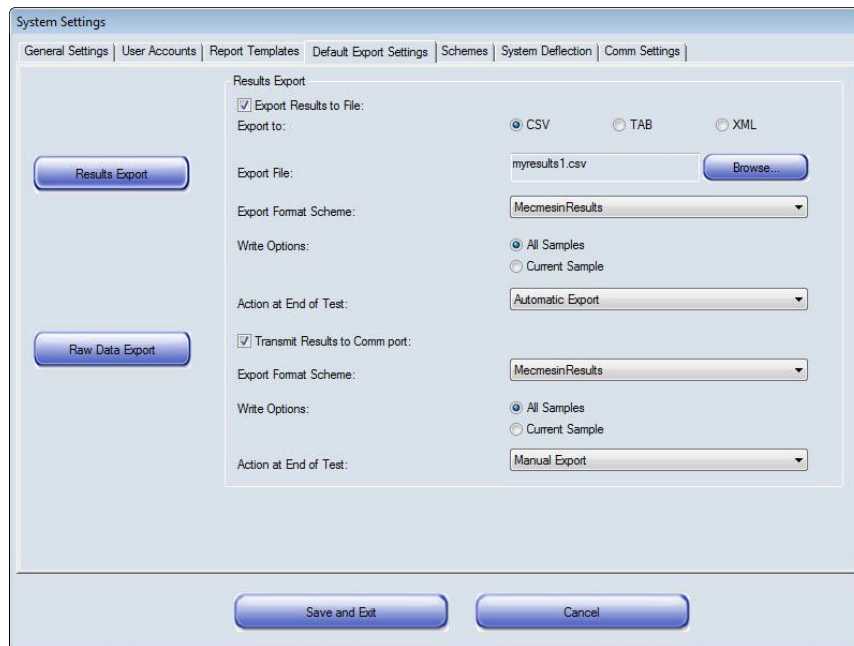 System Settings
General Settings User Accounts Report Templates Default Export Settings Schemes System Deflection Comm Settings
Results Export
Export Results to File:
Export to: CSV TAB XML
Results Export
Export File: myresults1.csv Browse...
Export Format Scheme: MecmesinResults
Write Options: All Samples
Current Sample
Action at End of Test: Automatic Export
Raw Data Export
Transmit Results to Comm port:
Export Format Scheme: MecmesinResults
Write Options: All Samples
Current Sample
Action at End of Test: Manual Export
Save and Exit Cancel